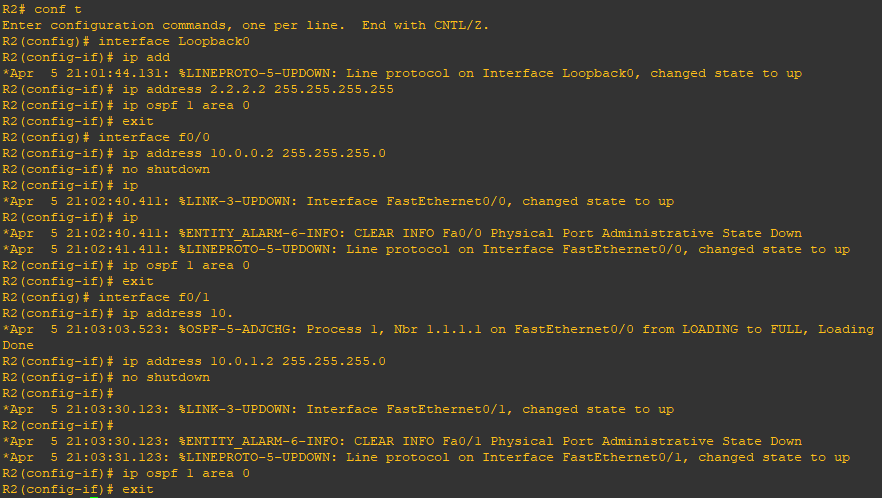 R2# conf t
Enter configuration commands, one per line.  End with CNTL/Z.
R2(config)# interface Loopback0
R2(config-if)# ip add
*Apr  5 21:01:44.131: %LINEPROTO-5-UPDOWN: Line protocol on Interface Loopback0, changed state to up
R2(config-if)# ip address 2.2.2.2 255.255.255.255
R2(config-if)# ip ospf 1 area 0
R2(config-if)# exit
R2(config)# interface f0/0
R2(config-if)# ip address 10.0.0.2 255.255.255.0
R2(config-if)# no shutdown
R2(config-if)# ip
*Apr  5 21:02:40.411: %LINK-3-UPDOWN: Interface FastEthernet0/0, changed state to up
R2(config-if)# ip
*Apr  5 21:02:40.411: %ENTITY_ALARM-6-INFO: CLEAR INFO Fa0/0 Physical Port Administrative State Down
*Apr  5 21:02:41.411: %LINEPROTO-5-UPDOWN: Line protocol on Interface FastEthernet0/0, changed state to up
R2(config-if)# ip ospf 1 area 0
R2(config-if)# exit
R2(config)# interface f0/1
R2(config-if)# ip address 10.
*Apr  5 21:03:03.523: %OSPF-5-ADJCHG: Process 1, Nbr 1.1.1.1 on FastEthernet0/0 from LOADING to FULL, Loading
Done
R2(config-if)# ip address 10.0.1.2 255.255.255.0
R2(config-if)# no shutdown
R2(config-if)#
*Apr  5 21:03:30.123: %LINK-3-UPDOWN: Interface FastEthernet0/1, changed state to up
R2(config-if)#
*Apr  5 21:03:30.123: %ENTITY_ALARM-6-INFO: CLEAR INFO Fa0/1 Physical Port Administrative State Down
*Apr  5 21:03:31.123: %LINEPROTO-5-UPDOWN: Line protocol on Interface FastEthernet0/1, changed state to up
R2(config-if)# ip ospf 1 area 0
R2(config-if)# exit